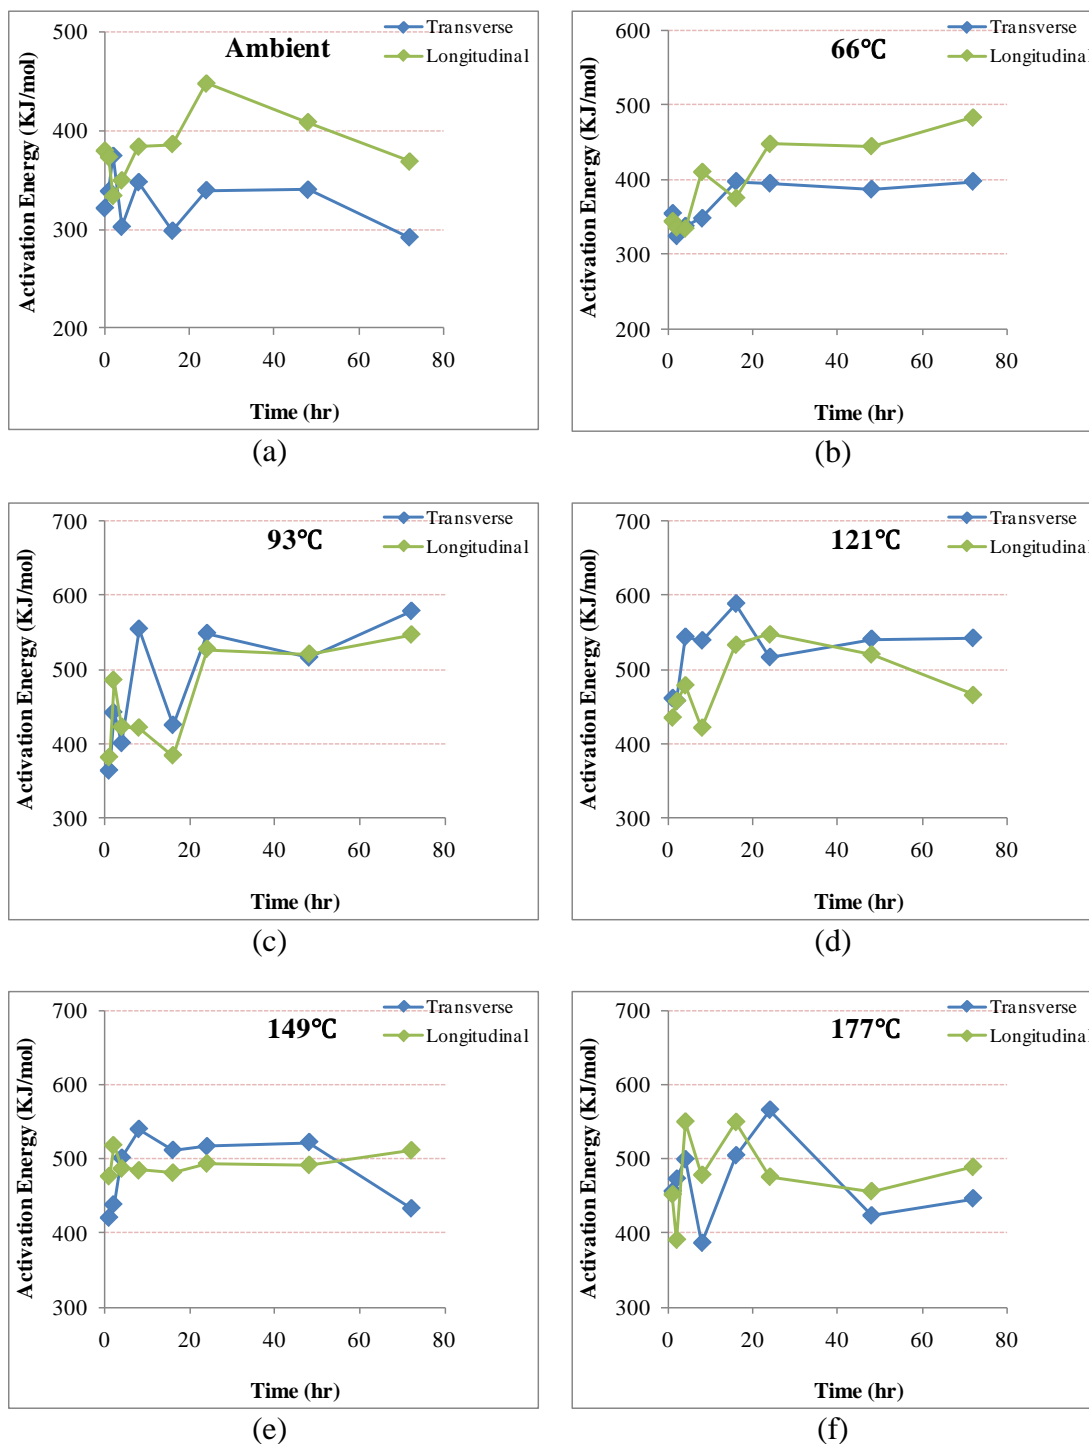 Ambient
Transverse
Longitudinal
Activation Energy (KJ/mol)
500
400
300
200
0 20 40 60 80
Time (hr)
(a)
66℃
Transverse
Longitudinal
Activation Energy (KJ/mol)
600
500
400
300
200
0 20 40 60 80
Time (hr)
(b)
93℃
Transverse
Longitudinal
Activation Energy (KJ/mol)
700
600
500
400
300
0 20 40 60 80
Time (hr)
(c)
121℃
Transverse
Longitudinal
Activation Energy (KJ/mol)
700
600
500
400
300
0 20 40 60 80
Time (hr)
(d)
149℃
Transverse
Longitudinal
Activation Energy (KJ/mol)
700
600
500
400
300
0 20 40 60 80
Time (hr)
(e)
177℃
Transverse
Longitudinal
Activation Energy (KJ/mol)
700
600
500
400
300
0 20 40 60 80
Time (hr)
(f)